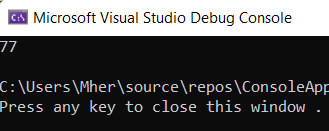 Microsoft Visual Studio Debug Console
77
C:\Users\Mher\source\repos\ConsoleApp
Press any key to close this window .